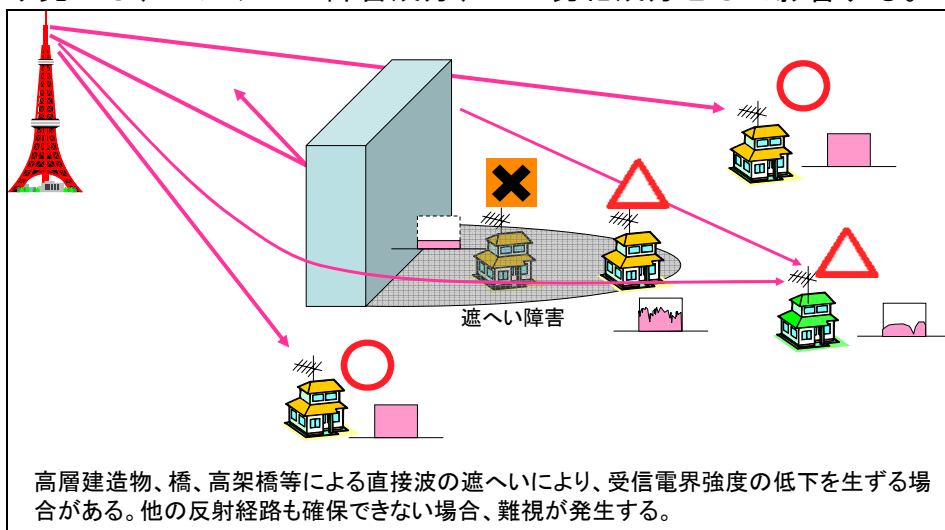 遮へい障害
高層建造物、橋、高架橋等による直接波の遮へいにより、受信電界強度の低下を生ずる場
合がある。他の反射経路も確保できない場合、難視が発生する。